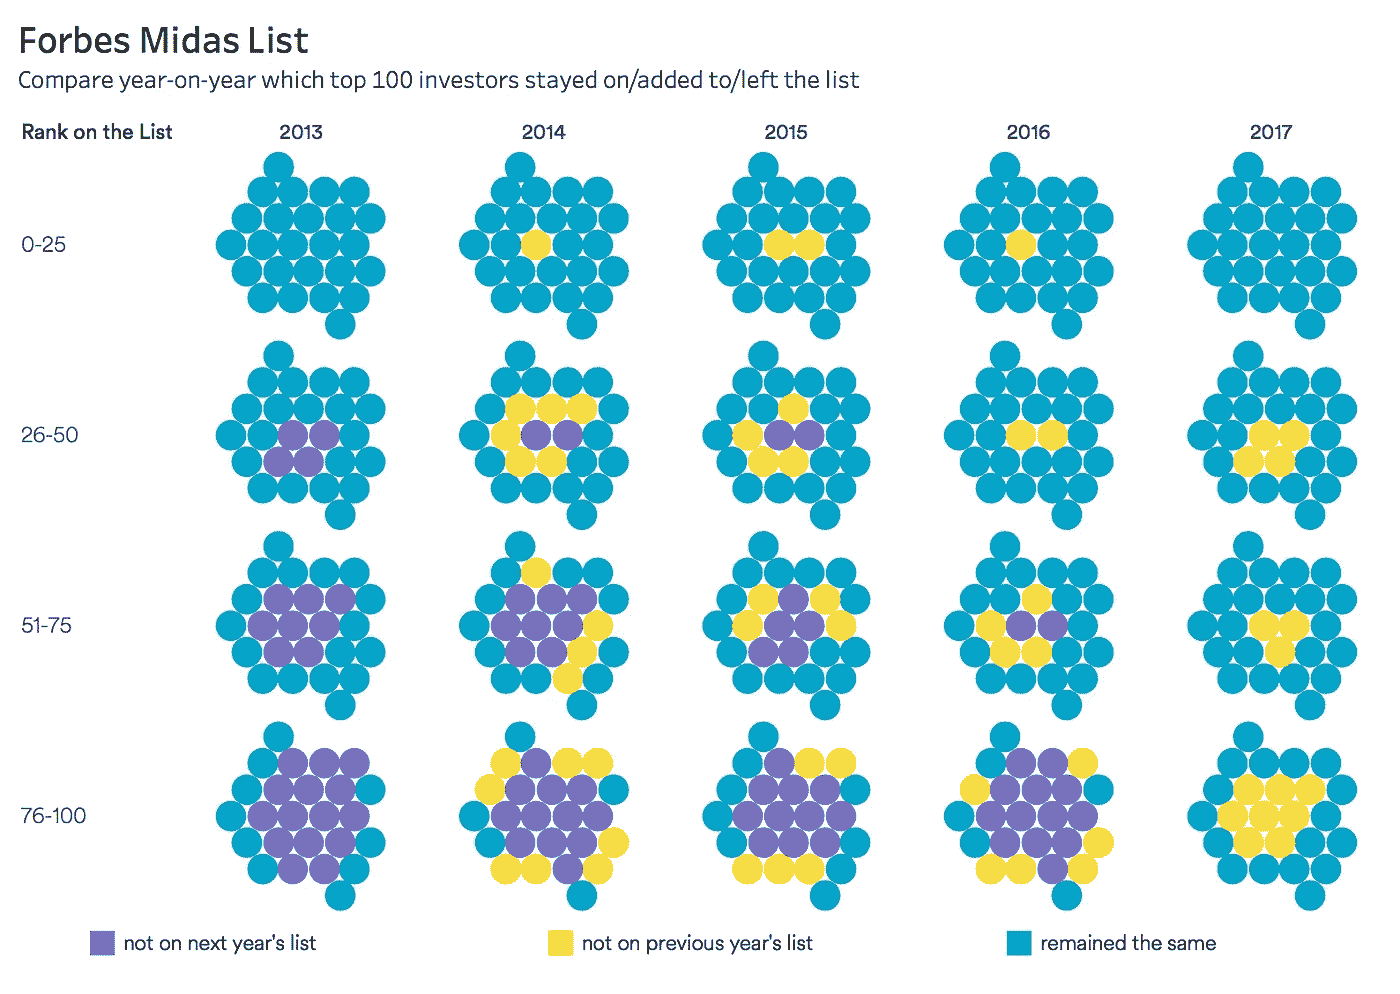 Forbes Midas List
Compare year-on-year which top 100 investors stayed on/added to/left the list
Rank on the List 2013 2014 2015 2016 2017
0-25
26-50
51-75
76-100
not on next year's list not on previous year's list remained the same